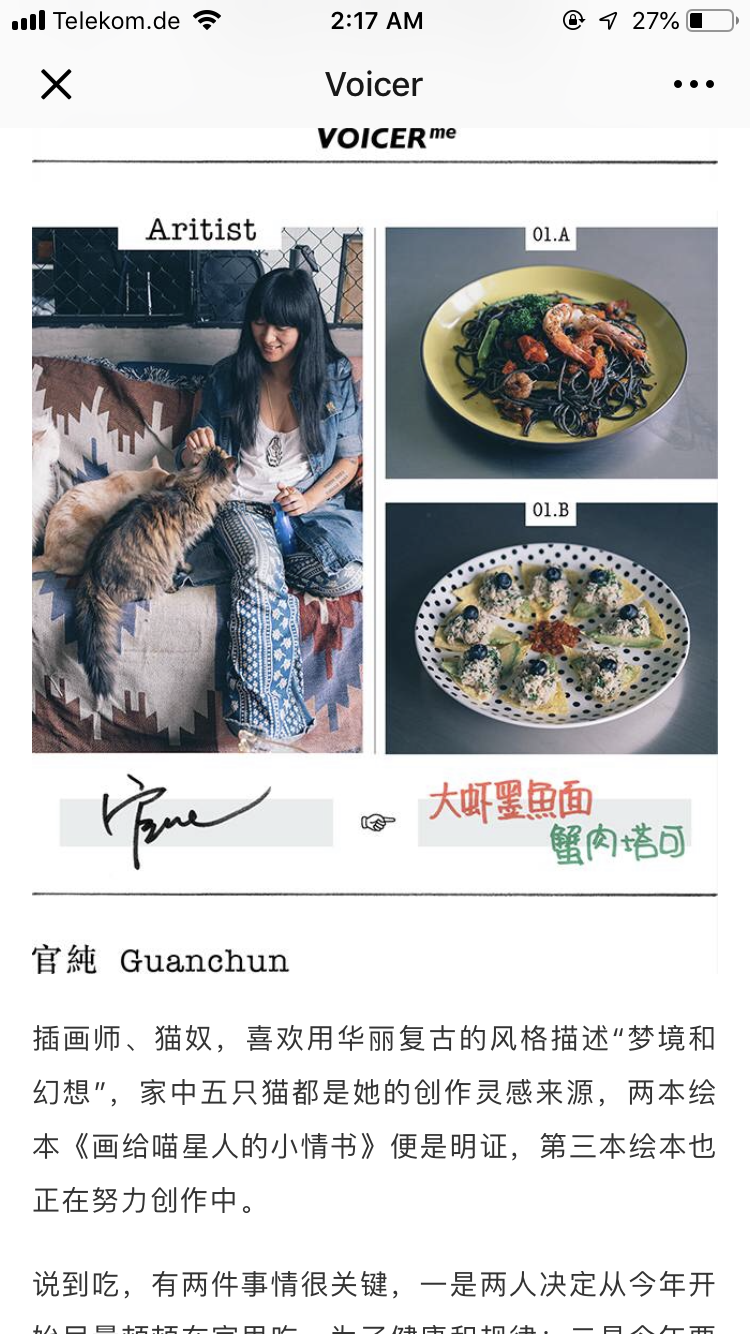 Telekom.de
2:17 AM
27%
Voicer
VOICER me
Aritist
01.A
01.B
大虾墨魚面
蟹肉塔可
官純 Guanchun
插画师、猫奴，喜欢用华丽复古的风格描述“梦境和
幻想”，家中五只猫都是她的创作灵感来源，两本绘
本《画给喵星人的小情书》便是明证，第三本绘本也
正在努力创作中。
说到吃，有两件事情很关键，一是两人决定从今年开